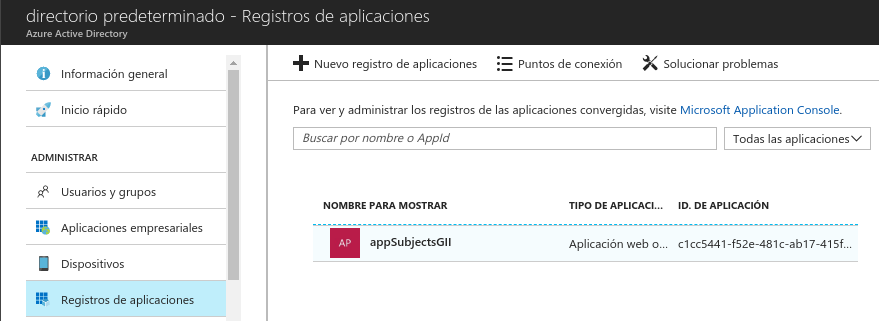 directorio predeterminado - Registros de aplicaciones
Azure Active Directory
Información general
Inicio rápido
ADMINISTRAR
Usuarios y grupos
Aplicaciones empresariales
Dispositivos
Registros de aplicaciones
Nuevo registro de aplicaciones Puntos de conexión Solucionar problemas
Para ver y administrar los registros de las aplicaciones convergidas, visite Microsoft Application Console.
Buscar por nombre o AppId Todas las aplicaciones
NOMBRE PARA MOSTRAR TIPO DE APLICACI... ID. DE APLICACIÓN
AP appSubjectsGII Aplicación web o... c1cc5441-f52e-481c-ab17-415f...